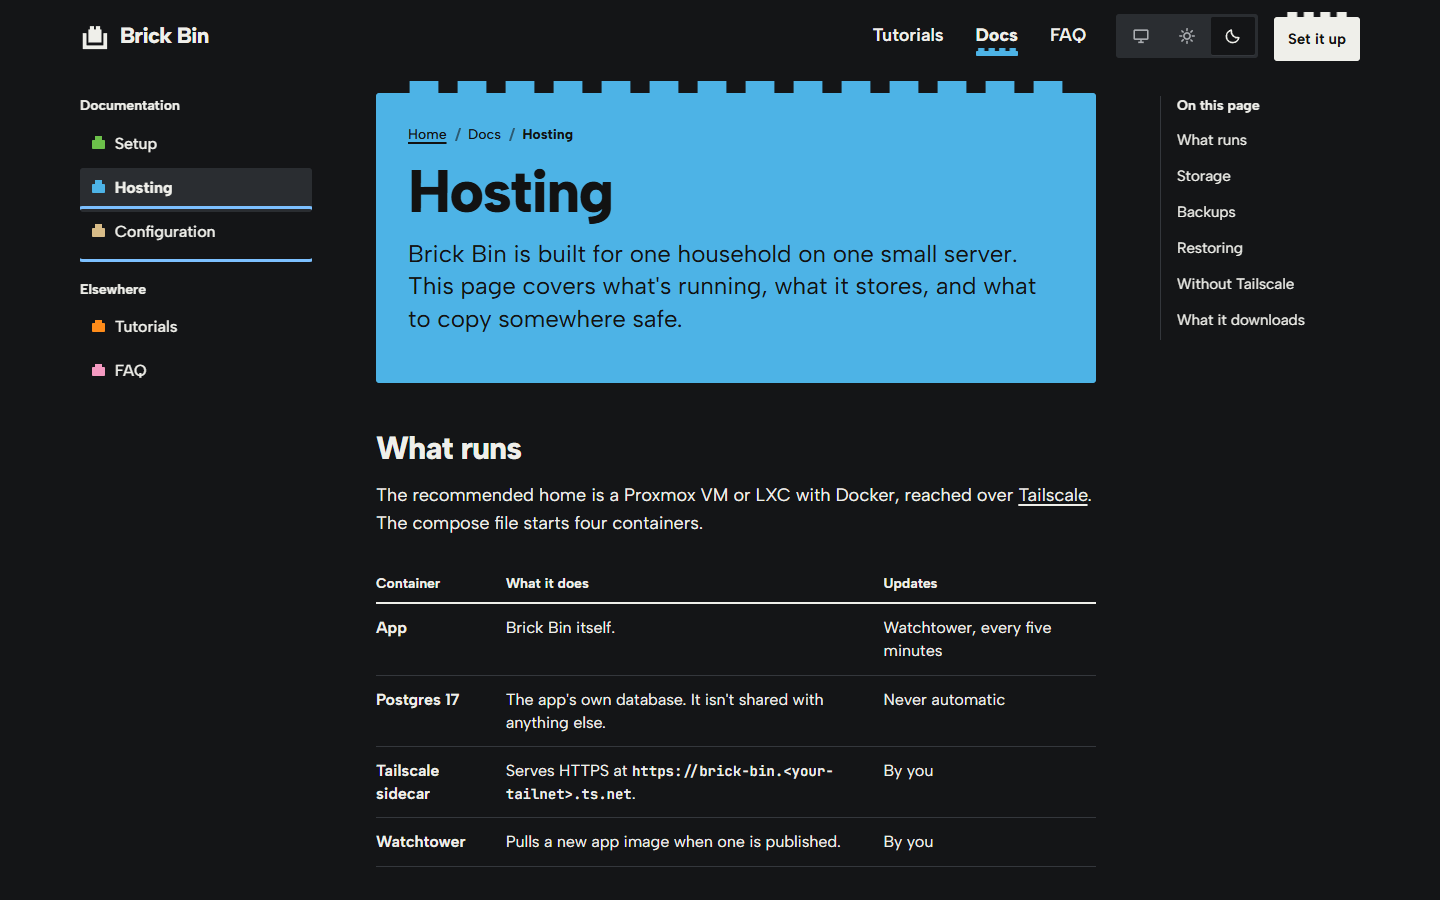 Brick Bin
Tutorials
Docs
FAQ
Set it up
Documentation
Setup
Hosting
Configuration
Elsewhere
Tutorials
FAQ
Home / Docs / Hosting
Hosting
Brick Bin is built for one household on one small server.
This page covers what's running, what it stores, and what
to copy somewhere safe.
What runs
The recommended home is a Proxmox VM or LXC with Docker, reached over Tailscale.
The compose file starts four containers.
Container What it does Updates
App Brick Bin itself. Watchtower, every five
minutes
Postgres 17 The app's own database. It isn't shared with Never automatic
anything else.
Tailscale Serves HTTPS at https://brick-bin.<your- By you
sidecar tailnet>.ts.net.
Watchtower Pulls a new app image when one is published. By you
On this page
What runs
Storage
Backups
Restoring
Without Tailscale
What it downloads